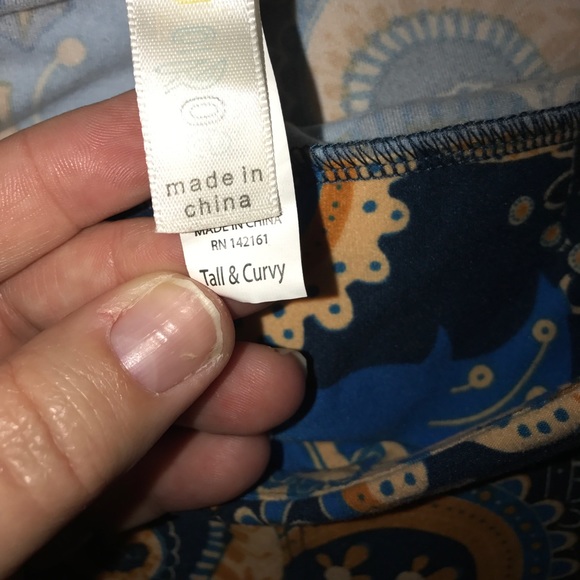 made in
china
MADE IN CHINA
RN 142161
Tall & Curvy